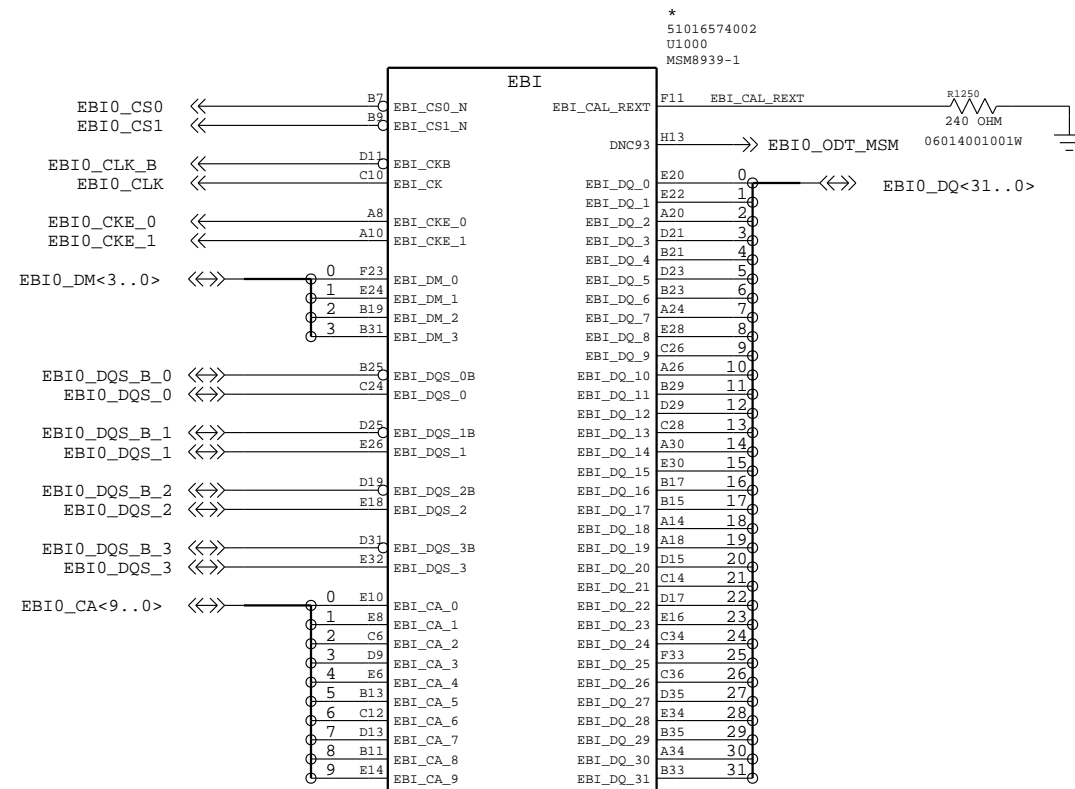 *
51016574002
U1000
MSM8939-1
EBI
EBI0_CS0 B7 EBI_CS0_N EBI_CAL_REXT F11 EBI_CAL_REXT R1250
EBI0_CS1 B9 EBI_CS1_N 240 OHM
DNC93 H13 EBI0_ODT_MSM 06014001001W
EBI0_CLK_B D11 EBI_CKB
EBI0_CLK C10 EBI_CK EBI_DQ_0 E20 0 EBI0_DQ<31..0>
EBI_DQ_1 E22 1
EBI0_CKE_0 A8 EBI_CKE_0 EBI_DQ_2 A20 2
EBI0_CKE_1 A10 EBI_CKE_1 EBI_DQ_3 D21 3
EBI_DQ_4 B21 4
EBI0_DM<3..0> 0 F23 EBI_DM_0 EBI_DQ_5 D23 5
1 E24 EBI_DM_1 EBI_DQ_6 B23 6
2 B19 EBI_DM_2 EBI_DQ_7 A24 7
3 B31 EBI_DM_3 EBI_DQ_8 E28 8
EBI_DQ_9 C26 9
EBI0_DQS_B_0 B25 EBI_DQS_0B EBI_DQ_10 A26 10
EBI0_DQS_0 C24 EBI_DQS_0 EBI_DQ_11 B29 11
EBI_DQ_12 D29 12
EBI0_DQS_B_1 D25 EBI_DQS_1B EBI_DQ_13 C28 13
EBI0_DQS_1 E26 EBI_DQS_1 EBI_DQ_14 A30 14
EBI_DQ_15 E30 15
EBI0_DQS_B_2 D19 EBI_DQS_2B EBI_DQ_16 B17 16
EBI0_DQS_2 E18 EBI_DQS_2 EBI_DQ_17 B15 17
EBI_DQ_18 A14 18
EBI0_DQS_B_3 D31 EBI_DQS_3B EBI_DQ_19 A18 19
EBI0_DQS_3 E32 EBI_DQS_3 EBI_DQ_20 D15 20
EBI_DQ_21 C14 21
EBI0_CA<9..0> 0 E10 EBI_CA_0 EBI_DQ_22 D17 22
1 E8 EBI_CA_1 EBI_DQ_23 E16 23
2 C6 EBI_CA_2 EBI_DQ_24 C34 24
3 D9 EBI_CA_3 EBI_DQ_25 F33 25
4 E6 EBI_CA_4 EBI_DQ_26 C36 26
5 B13 EBI_CA_5 EBI_DQ_27 D35 27
6 C12 EBI_CA_6 EBI_DQ_28 E34 28
7 D13 EBI_CA_7 EBI_DQ_29 B35 29
8 B11 EBI_CA_8 EBI_DQ_30 A34 30
9 E14 EBI_CA_9 EBI_DQ_31 B33 31